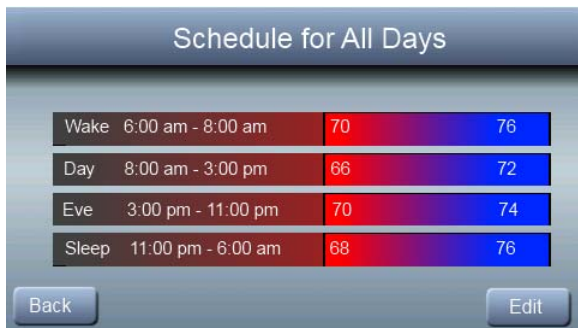 Schedule for All Days
Wake 6:00 am - 8:00 am 70 76
Day 8:00 am - 3:00 pm 66 72
Eve 3:00 pm - 11:00 pm 70 74
Sleep 11:00 pm - 6:00 am 68 76
Back Edit